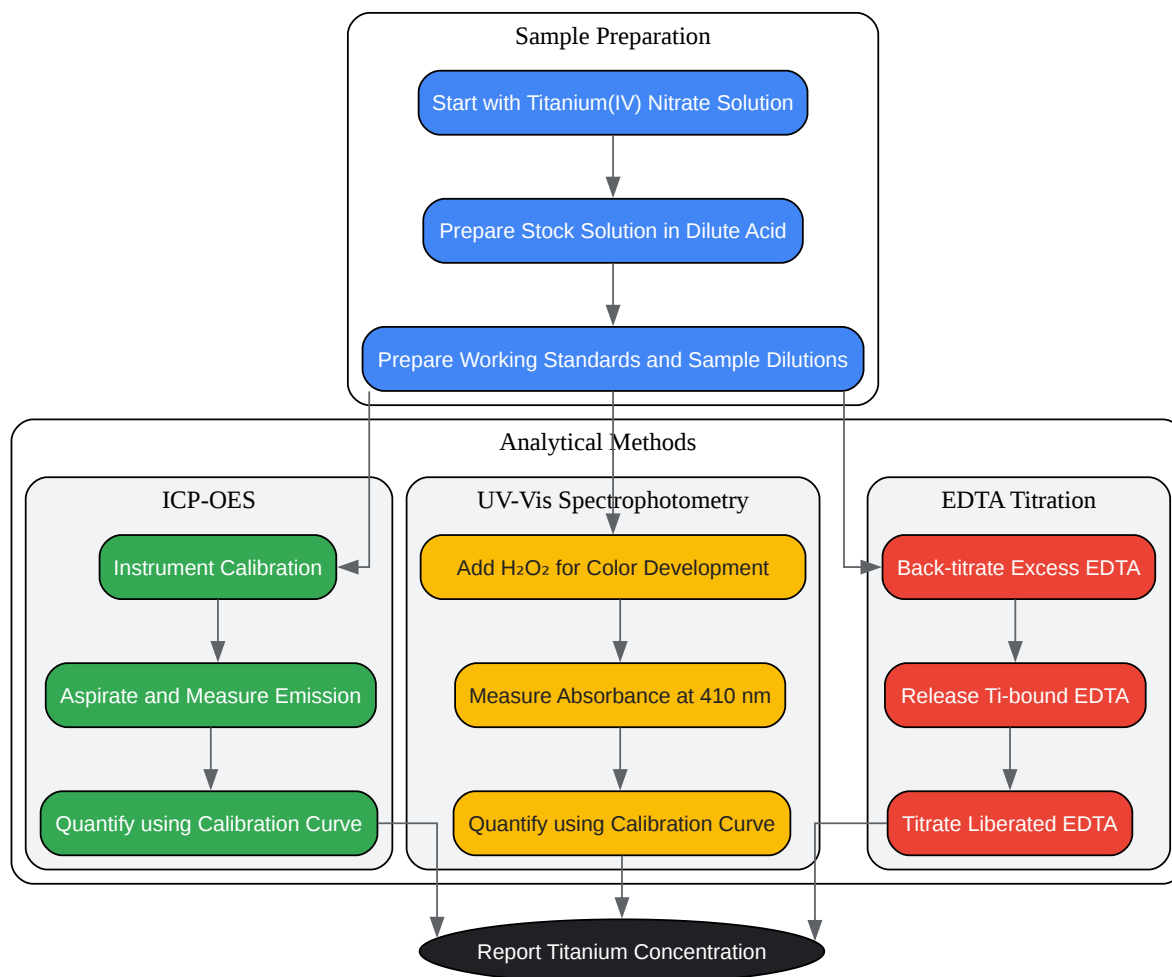 Sample Preparation
Start with Titanium(IV) Nitrate Solution
Prepare Stock Solution in Dilute Acid
Prepare Working Standards and Sample Dilutions
Analytical Methods
ICP-OES
Instrument Calibration
Aspirate and Measure Emission
Quantify using Calibration Curve
UV-Vis Spectrophotometry
Add H₂O₂ for Color Development
Measure Absorbance at 410 nm
Quantify using Calibration Curve
EDTA Titration
Back-titrate Excess EDTA
Release Ti-bound EDTA
Titrate Liberated EDTA
Report Titanium Concentration